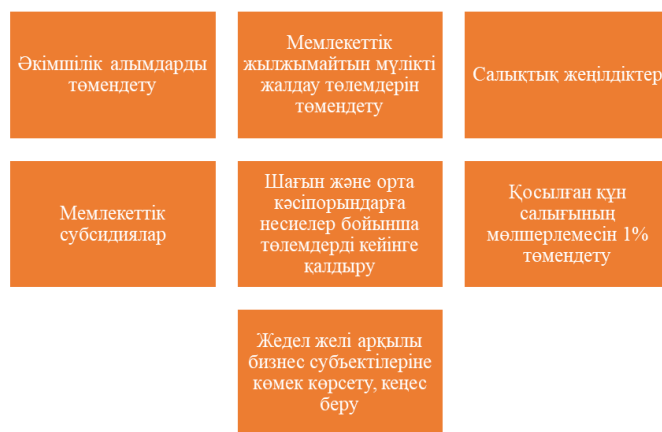 Әкімшілік алымдарды
төмендету
Мемлекеттік
жылжымайтын мүлікті
жалдау төлемдерін
төмендету
Салықтық жеңілдіктер
Мемлекеттік
субсидиялар
Шағын және орта
кәсіпорындарға
несиелер бойынша
төлемдерді кейінге
қалдыру
Қосылған құн
салығының
мөлшерлемесін 1%
төмендету
Жедел желі арқылы
бизнес субъектілеріне
көмек көрсету, кеңес
беру